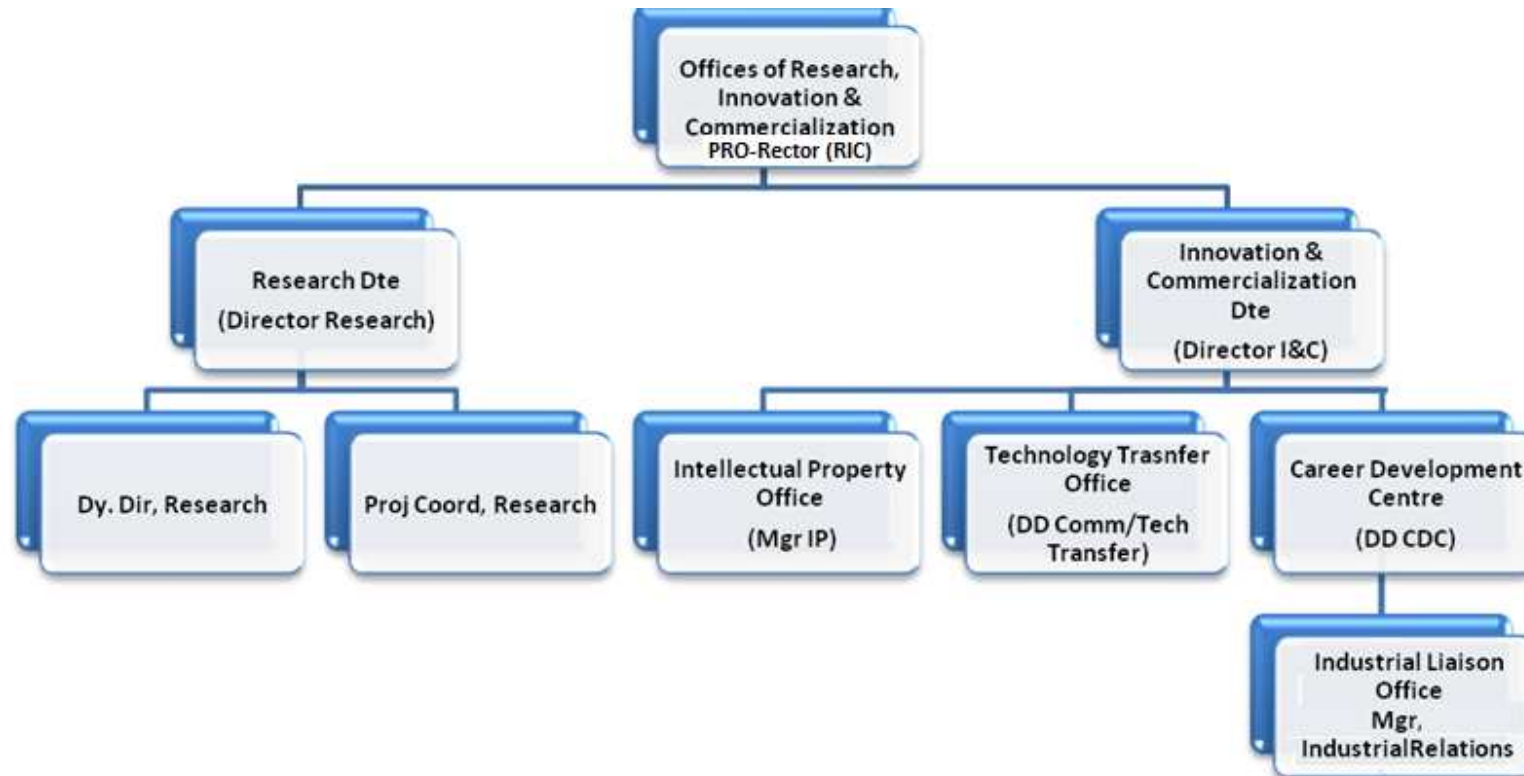 Offices of Research,
Innovation &
Commercialization
PRO-Rector (RIC)
Research Dte
(Director Research)
Innovation &
Commercialization
Dte
(Director I&C)
Dy. Dir, Research
Proj Coord, Research
Intellectual Property
Office
(Mgr IP)
Technology Trasnfer
Office
(DD Comm/Tech
Transfer)
Career Development
Centre
(DD CDC)
Industrial Liaison
Office
Mgr,
IndustrialRelations